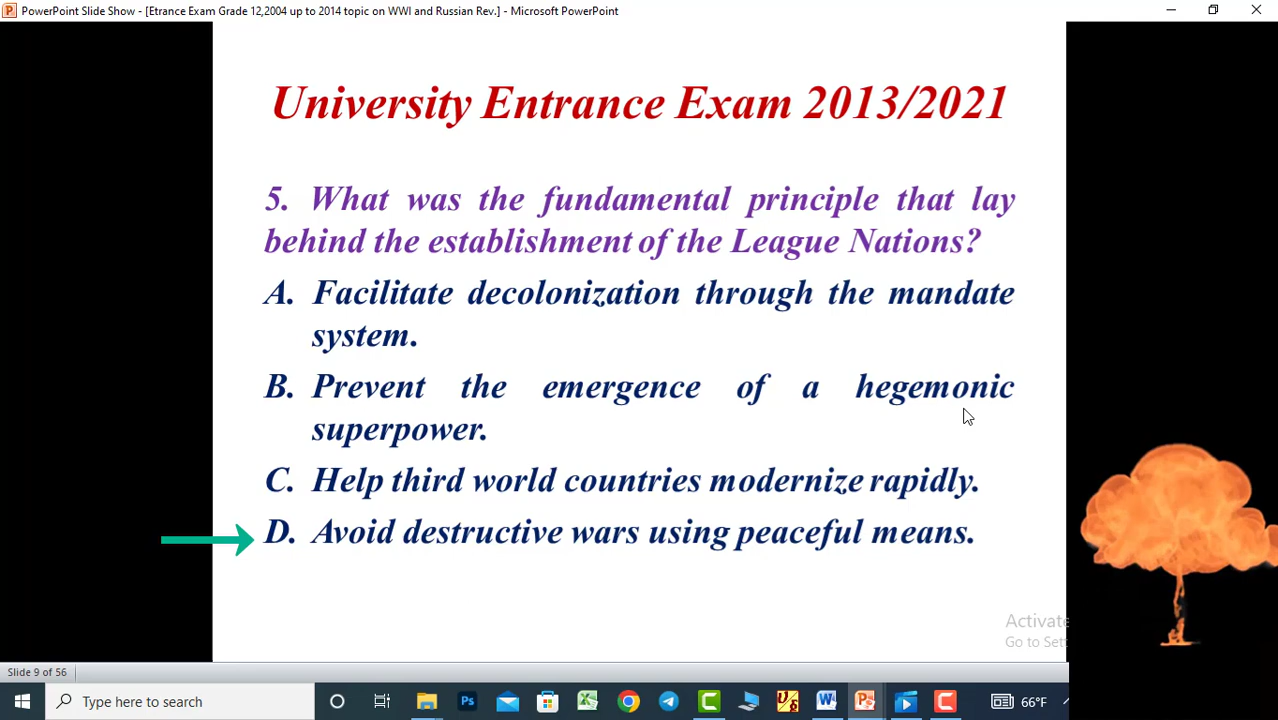 PowerPoint Slide Show - [Etrance Exam Grade 12,2004 up to 2014 topic on WWI and Russian Rev.] - Microsoft PowerPoint
University Entrance Exam 2013/2021
5. What was the fundamental principle that lay
behind the establishment of the League Nations?
A. Facilitate decolonization through the mandate
system.
B. Prevent the emergence of a hegemonic
superpower.
C. Help third world countries modernize rapidly.
D. Avoid destructive wars using peaceful means.
Activate
Go to Sett
Slide 9 of 56
Type here to search
Ps
W
66°F